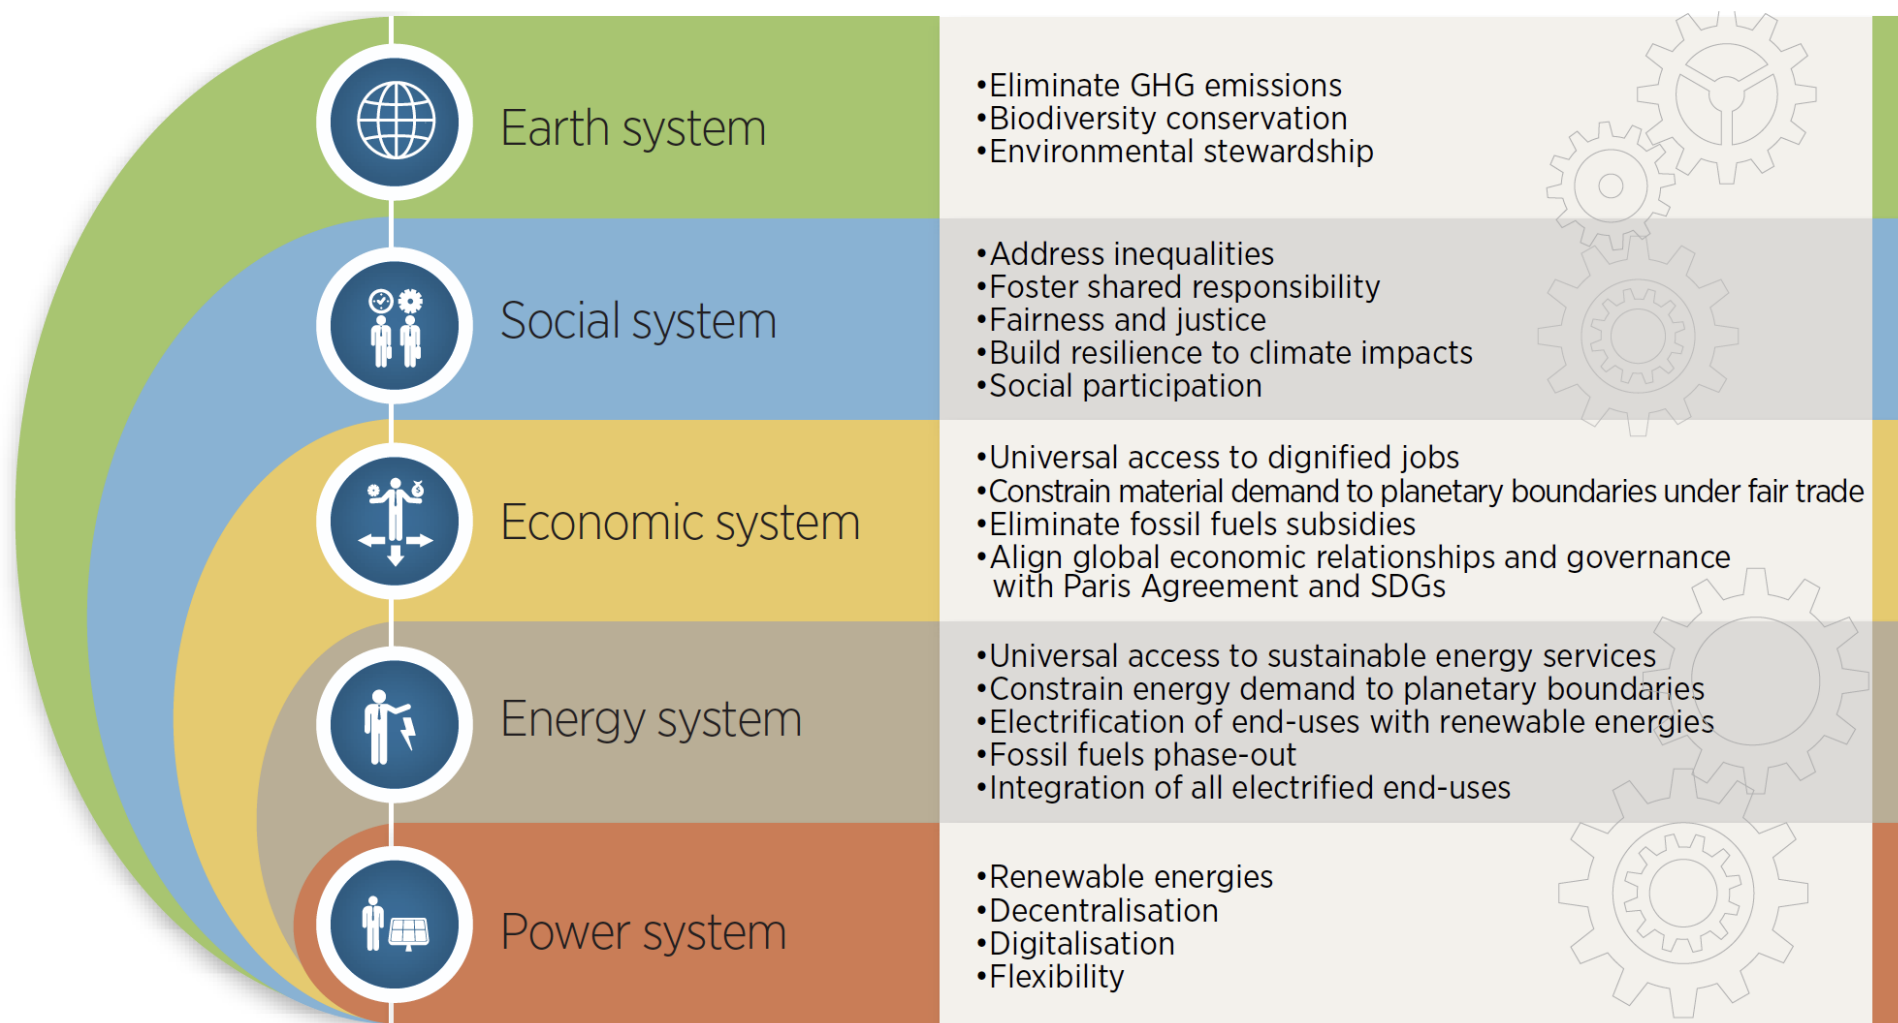 Earth system
•Eliminate GHG emissions
•Biodiversity conservation
•Environmental stewardship
Social system
•Address inequalities
•Foster shared responsibility
•Fairness and justice
•Build resilience to climate impacts
•Social participation
Economic system
•Universal access to dignified jobs
•Constrain material demand to planetary boundaries under fair trade
•Eliminate fossil fuels subsidies
•Align global economic relationships and governance
with Paris Agreement and SDGs
Energy system
•Universal access to sustainable energy services
•Constrain energy demand to planetary boundaries
•Electrification of end-uses with renewable energies
•Fossil fuels phase-out
•Integration of all electrified end-uses
Power system
•Renewable energies
•Decentralisation
•Digitalisation
•Flexibility